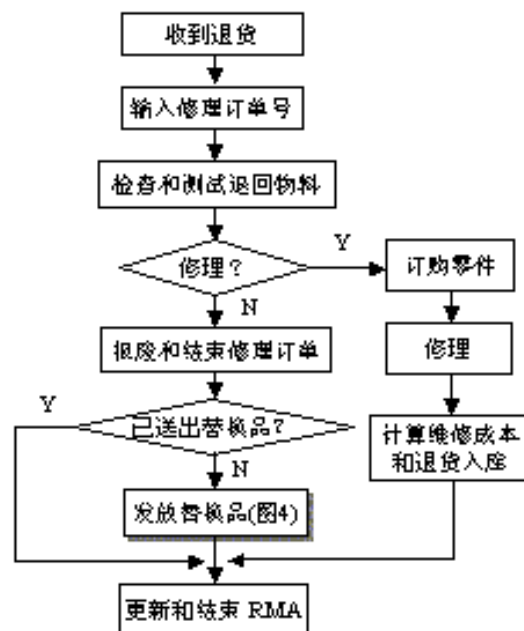 收到退货
输入修理订单号
检查和测试退回物料
修理?
Y
订购零件
N
修理
报废和结束修理订单
Y
已送出替换品?
计算维修成本
和退货入库
N
发放替换品(图4)
更新和结束 RMA